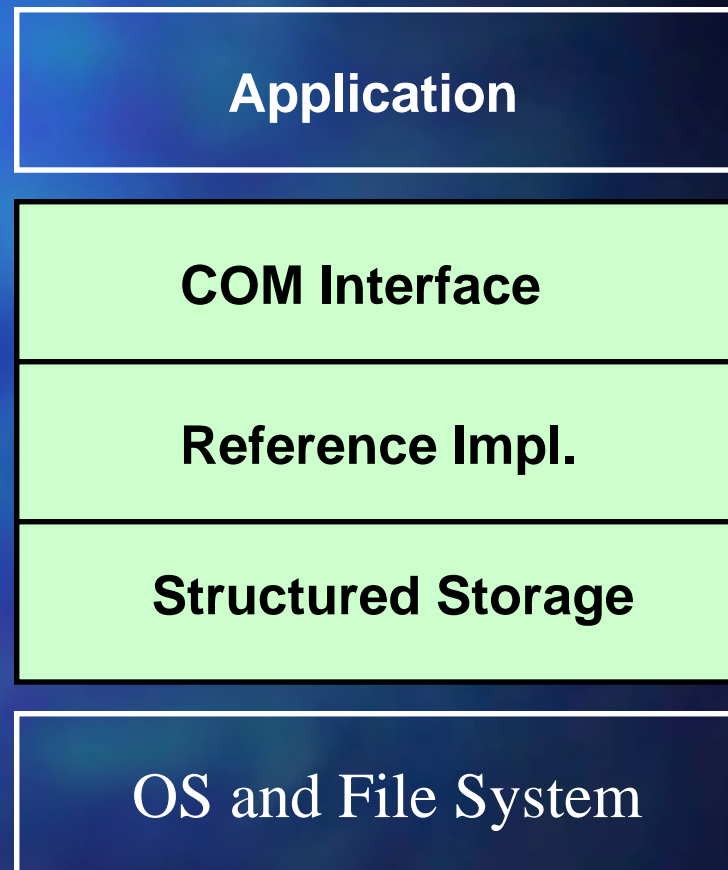 Application
COM Interface
Reference Impl.
Structured Storage
OS and File System